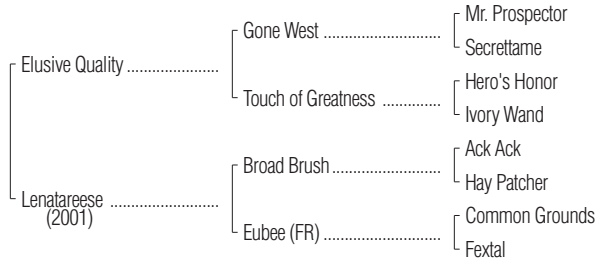 Mr. Prospector
Gone West ........................
Secrettame
Elusive Quality ......................
Hero's Honor
Touch of Greatness ..............
Ivory Wand
Ack Ack
Broad Brush ......................
Hay Patcher
Lenatareese ..........................
(2001)
Common Grounds
Eubee (FR) ............................
Fextal